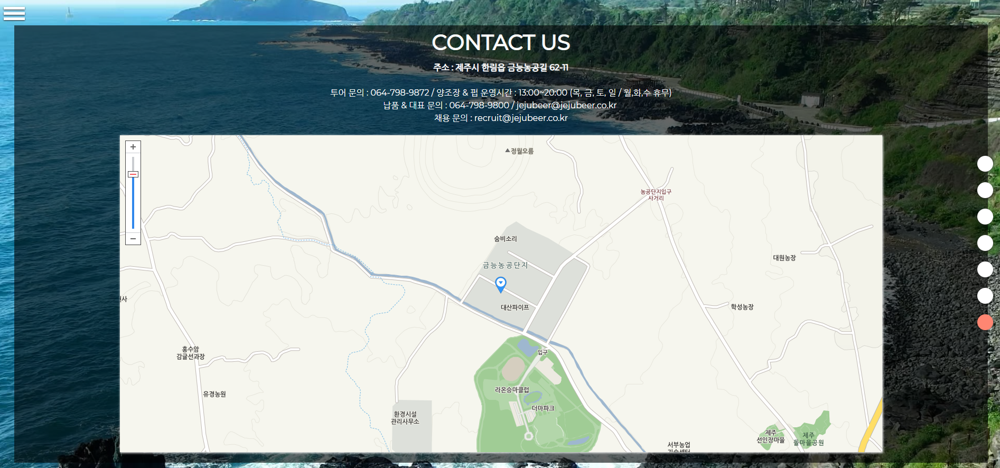 CONTACT US
주소 : 제주시 한림읍 금능농공길 62-11
투어 문의 : 064-798-9872 / 양조장 & 펍 운영시간 : 13:00~20:00 (목, 금, 토, 일 / 월,화,수 휴무)
납품 & 대표 문의 : 064-798-9800 / jejubeer@jejubeer.co.kr
채용 문의 : recruit@jejubeer.co.kr
정월오름
농공단지입구
사거리
숨비소리
대원농장
금능농공단지
대산파이프
학성농장
홍수암
감귤선과장
입구
유경농원
라온승마클럽
더마파크
환경시설
관리사무소
제주
선인장마을
제주
돌마을공원
서부농업